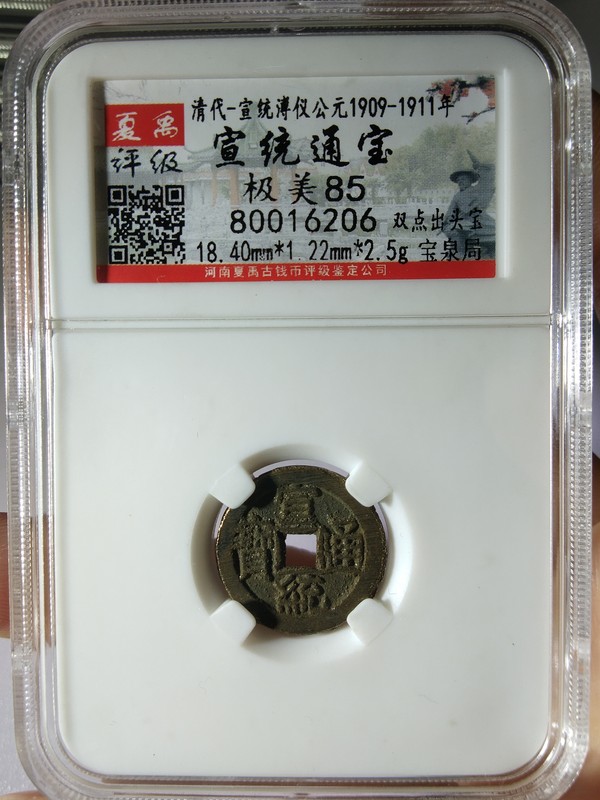 清代-宣统溥仪公元1909-1911年
夏禹
评级
宣统通宝
极美85
80016206 双点出头宝
18.40mm*1.22mm*2.5g 宝泉局
河南夏禹古钱币评级鉴定公司
宣
寳 通
統